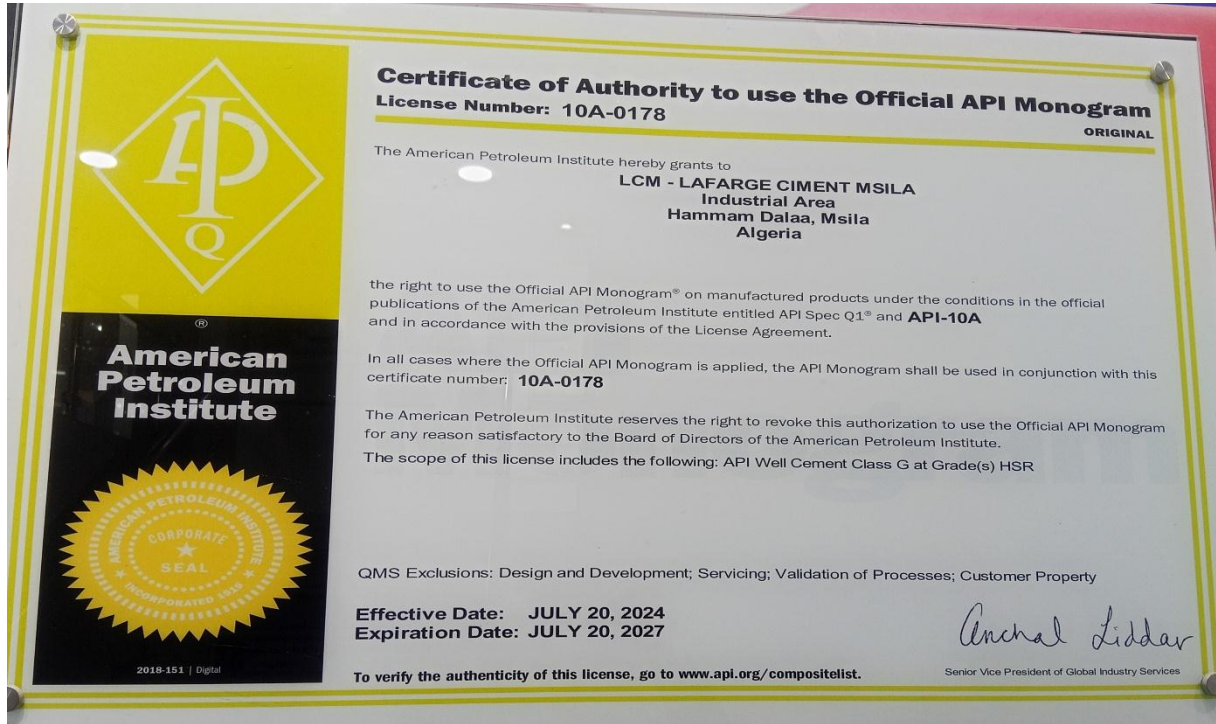 APIQ
®
American
Petroleum
Institute
AMERICAN PETROLEUM INSTITUTE
CORPORATE
SEAL
INCORPORATED 1919
2018-151 | Digital
Certificate of Authority to use the Official API Monogram
License Number: 10A-0178
ORIGINAL
The American Petroleum Institute hereby grants to
LCM - LAFARGE CIMENT MSILA
Industrial Area
Hammam Dalaa, Msila
Algeria
the right to use the Official API Monogram® on manufactured products under the conditions in the official
publications of the American Petroleum Institute entitled API Spec Q1® and API-10A
and in accordance with the provisions of the License Agreement.
In all cases where the Official API Monogram is applied, the API Monogram shall be used in conjunction with this
certificate number: 10A-0178
The American Petroleum Institute reserves the right to revoke this authorization to use the Official API Monogram
for any reason satisfactory to the Board of Directors of the American Petroleum Institute.
The scope of this license includes the following: API Well Cement Class G at Grade(s) HSR
QMS Exclusions: Design and Development; Servicing; Validation of Processes; Customer Property
Effective Date: JULY 20, 2024
Expiration Date: JULY 20, 2027
Anchal Liddar
Senior Vice President of Global Industry Services
To verify the authenticity of this license, go to www.api.org/compositelist.